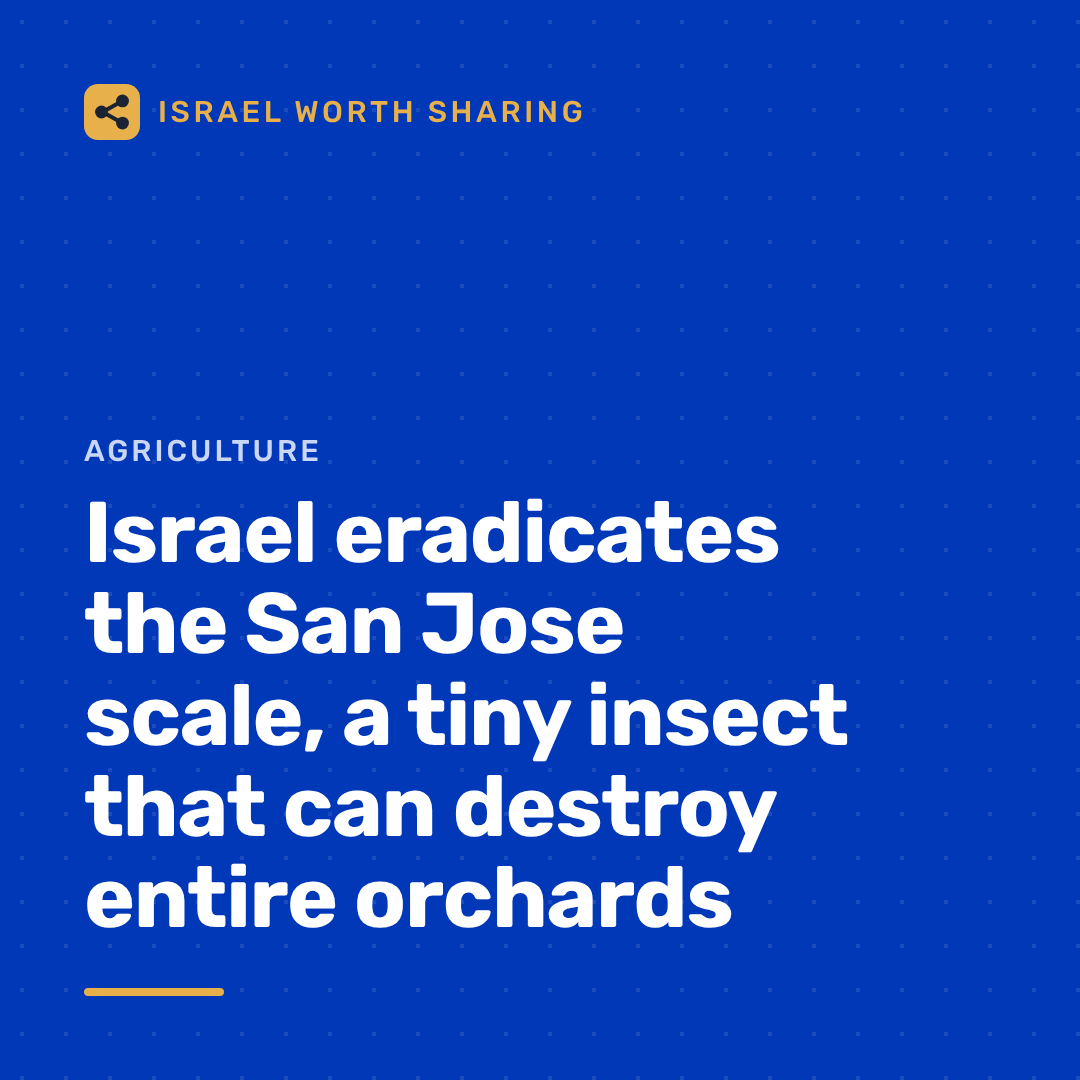 ISRAEL WORTH SHARING
AGRICULTURE
Israel eradicates
the San Jose
scale, a tiny insect
that can destroy
entire orchards